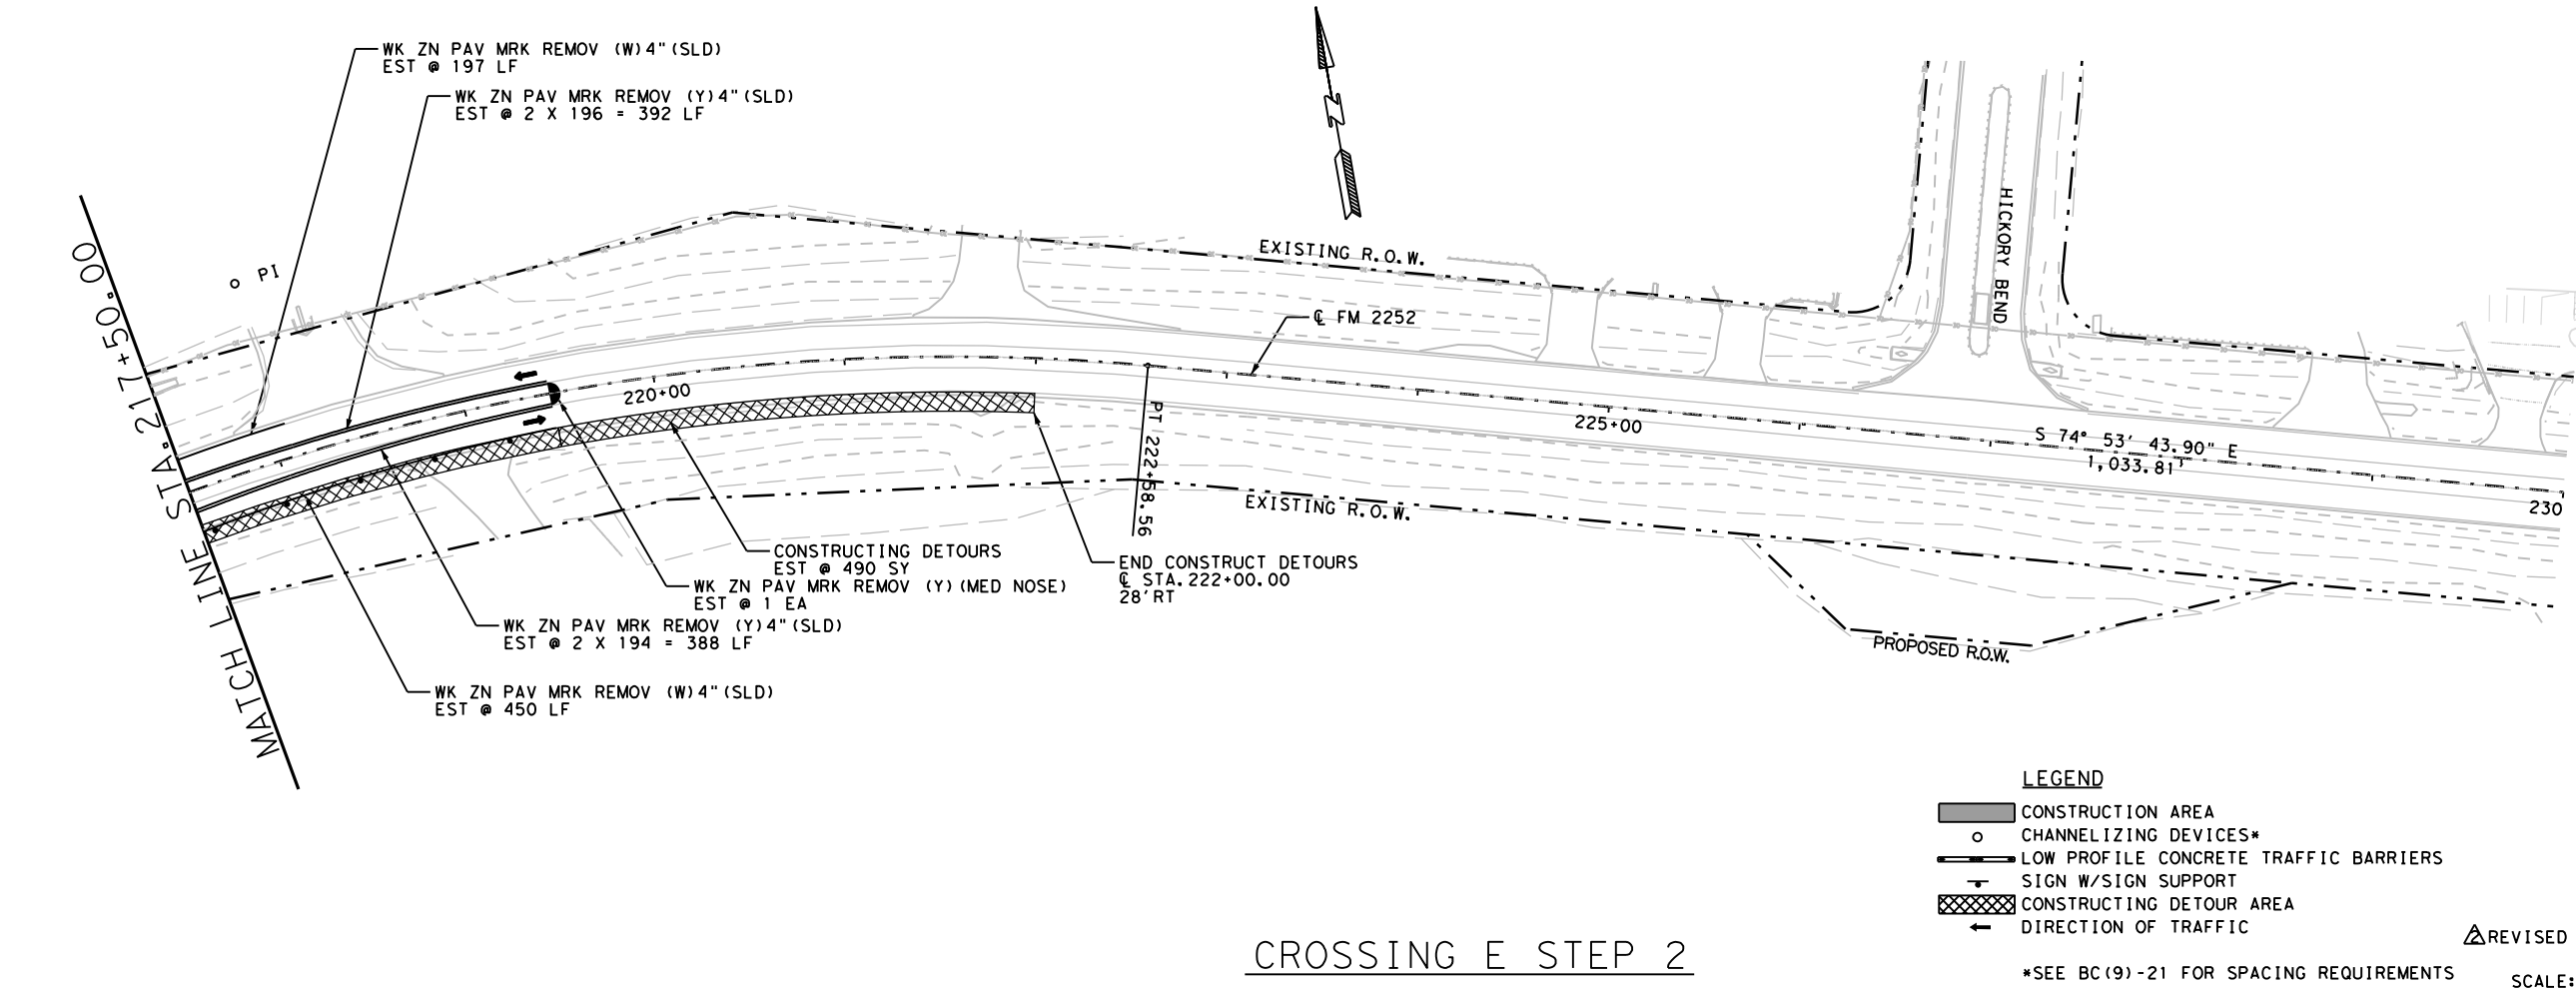 WK ZN PAV MRK REMOV (W)4"(SLD)
EST @ 197 LF
WK ZN PAV MRK REMOV (Y)4"(SLD)
EST @ 2 X 196 = 392 LF
MATCH LINE STA. 217+50.00
PI
EXISTING R.O.W.
HICKORY BEND
℄ FM 2252
220+00
PT 222+58.56
225+00
S 74° 53' 43.90" E
1,033.81'
230
EXISTING R.O.W.
CONSTRUCTING DETOURS
EST @ 490 SY
WK ZN PAV MRK REMOV (Y)(MED NOSE)
EST @ 1 EA
END CONSTRUCT DETOURS
℄ STA.222+00.00
28'RT
WK ZN PAV MRK REMOV (Y)4"(SLD)
EST @ 2 X 194 = 388 LF
PROPOSED R.O.W.
WK ZN PAV MRK REMOV (W)4"(SLD)
EST @ 450 LF
LEGEND
CONSTRUCTION AREA
CHANNELIZING DEVICES*
LOW PROFILE CONCRETE TRAFFIC BARRIERS
SIGN W/SIGN SUPPORT
CONSTRUCTING DETOUR AREA
DIRECTION OF TRAFFIC
*SEE BC(9)-21 FOR SPACING REQUIREMENTS
2 REVISED
SCALE:
CROSSING E STEP 2